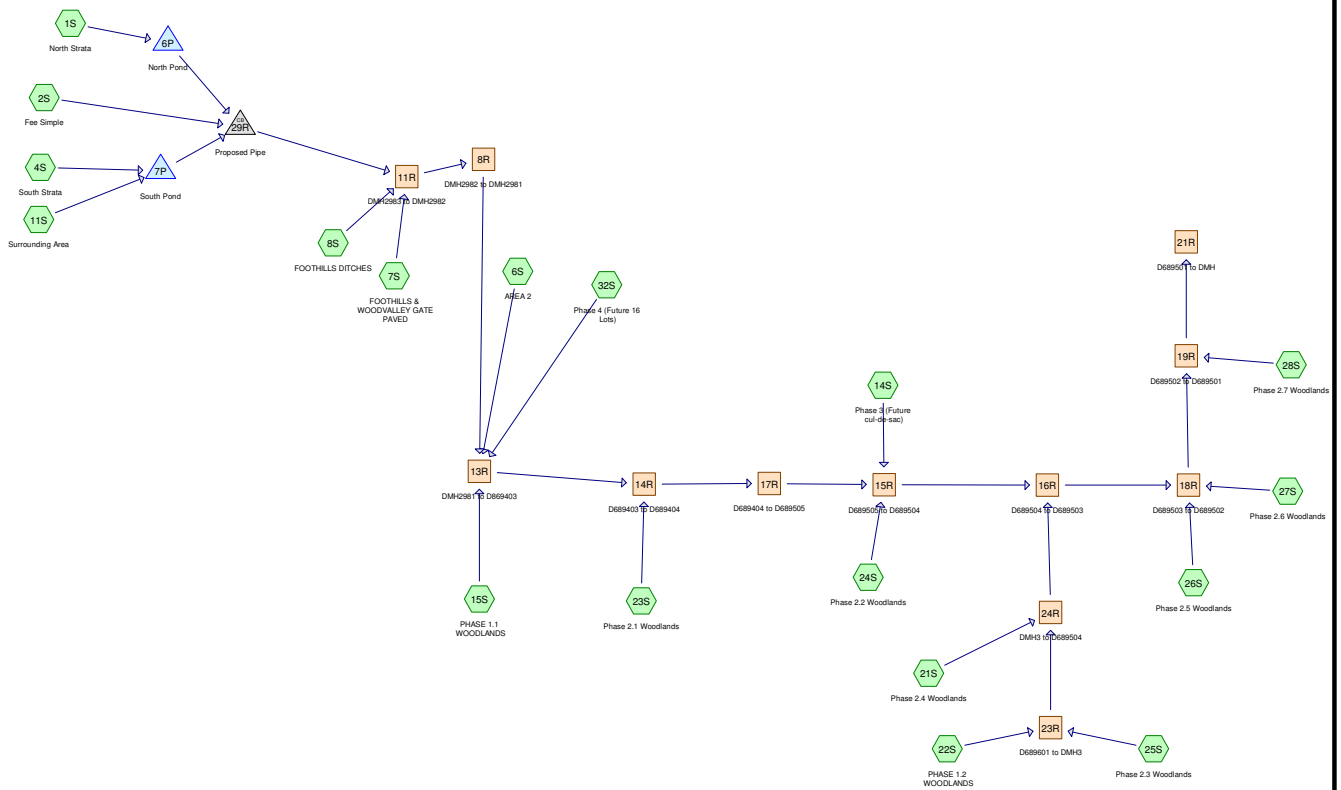 1S
North Strata
6P
North Pond
2S
Fee Simple
CB
29R
Proposed Pipe
4S
South Strata
7P
South Pond
11S
Surrounding Area
8R
DMH2982 to DMH2981
11R
DMH2983 to DMH2982
8S
FOOTHILLS DITCHES
7S
FOOTHILLS &
WOODVALLEY GATE
PAVED
6S
AREA 2
32S
Phase 4 (Future 16
Lots)
21R
D689501 to DMH
19R
D689502 to D689501
28S
Phase 2.7 Woodlands
14S
Phase 3 (Future
cul-de-sac)
13R
DMH2981 to D869403
14R
D689403 to D689404
17R
D689404 to D689505
15R
D689505 to D689504
16R
D689504 to D689503
18R
D689503 to D689502
27S
Phase 2.6 Woodlands
15S
PHASE 1.1
WOODLANDS
23S
Phase 2.1 Woodlands
24S
Phase 2.2 Woodlands
26S
Phase 2.5 Woodlands
24R
DMH3 to D689504
21S
Phase 2.4 Woodlands
23R
D689601 to DMH3
22S
PHASE 1.2
WOODLANDS
25S
Phase 2.3 Woodlands